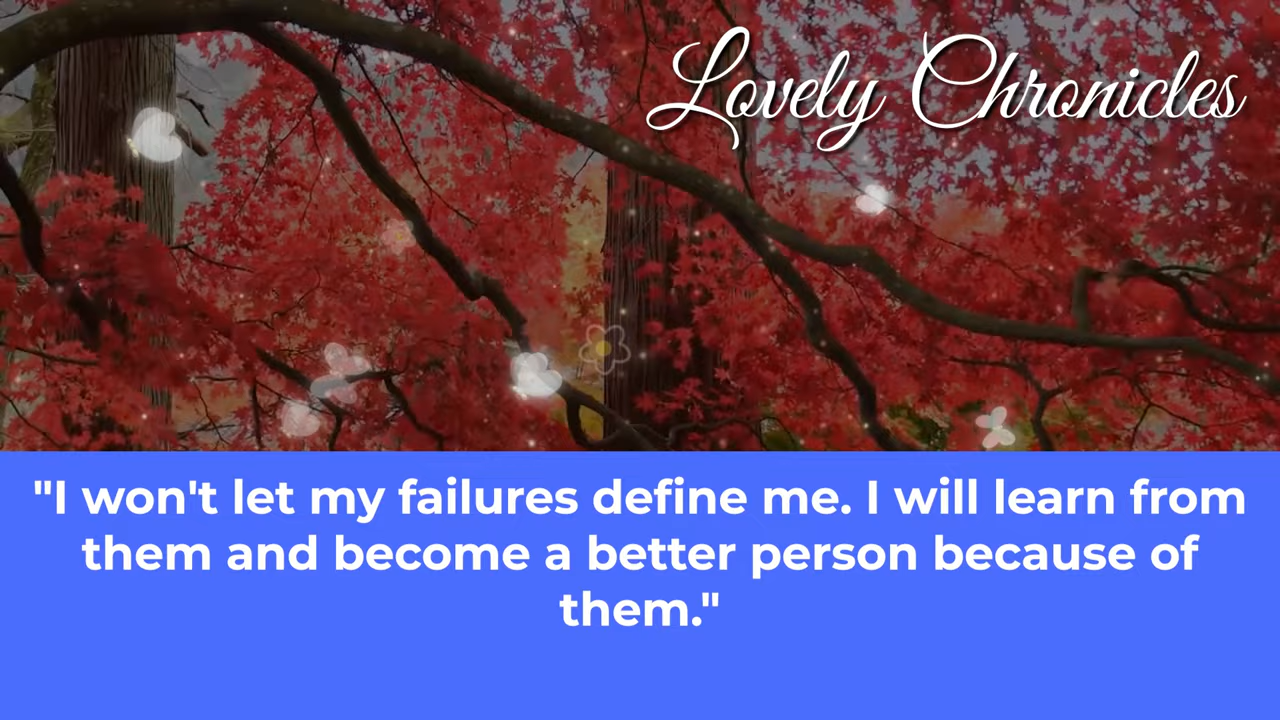 Lovely Chronicles
"I won't let my failures define me. I will learn from
them and become a better person because of
them."